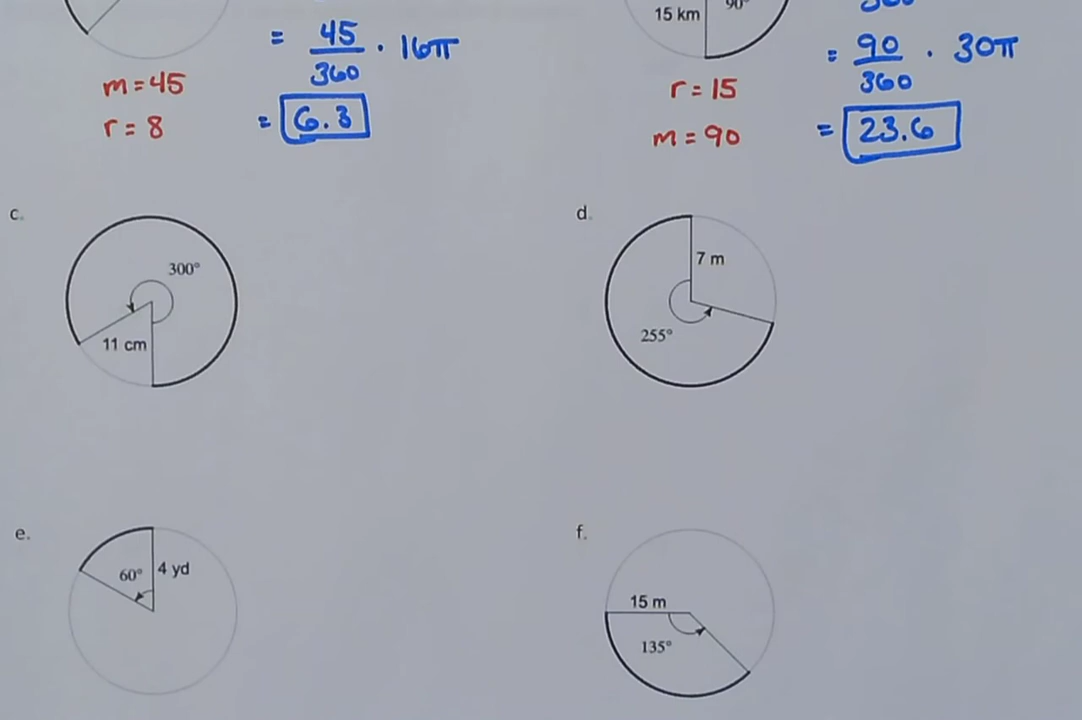 = 45/360 · 16π
m = 45
r = 8
= 6.3
15 km
90°
= 90/360 · 30π
r = 15
m = 90
= 23.6
c.
300°
11 cm
d.
7 m
255°
e.
60°
4 yd
f.
15 m
135°